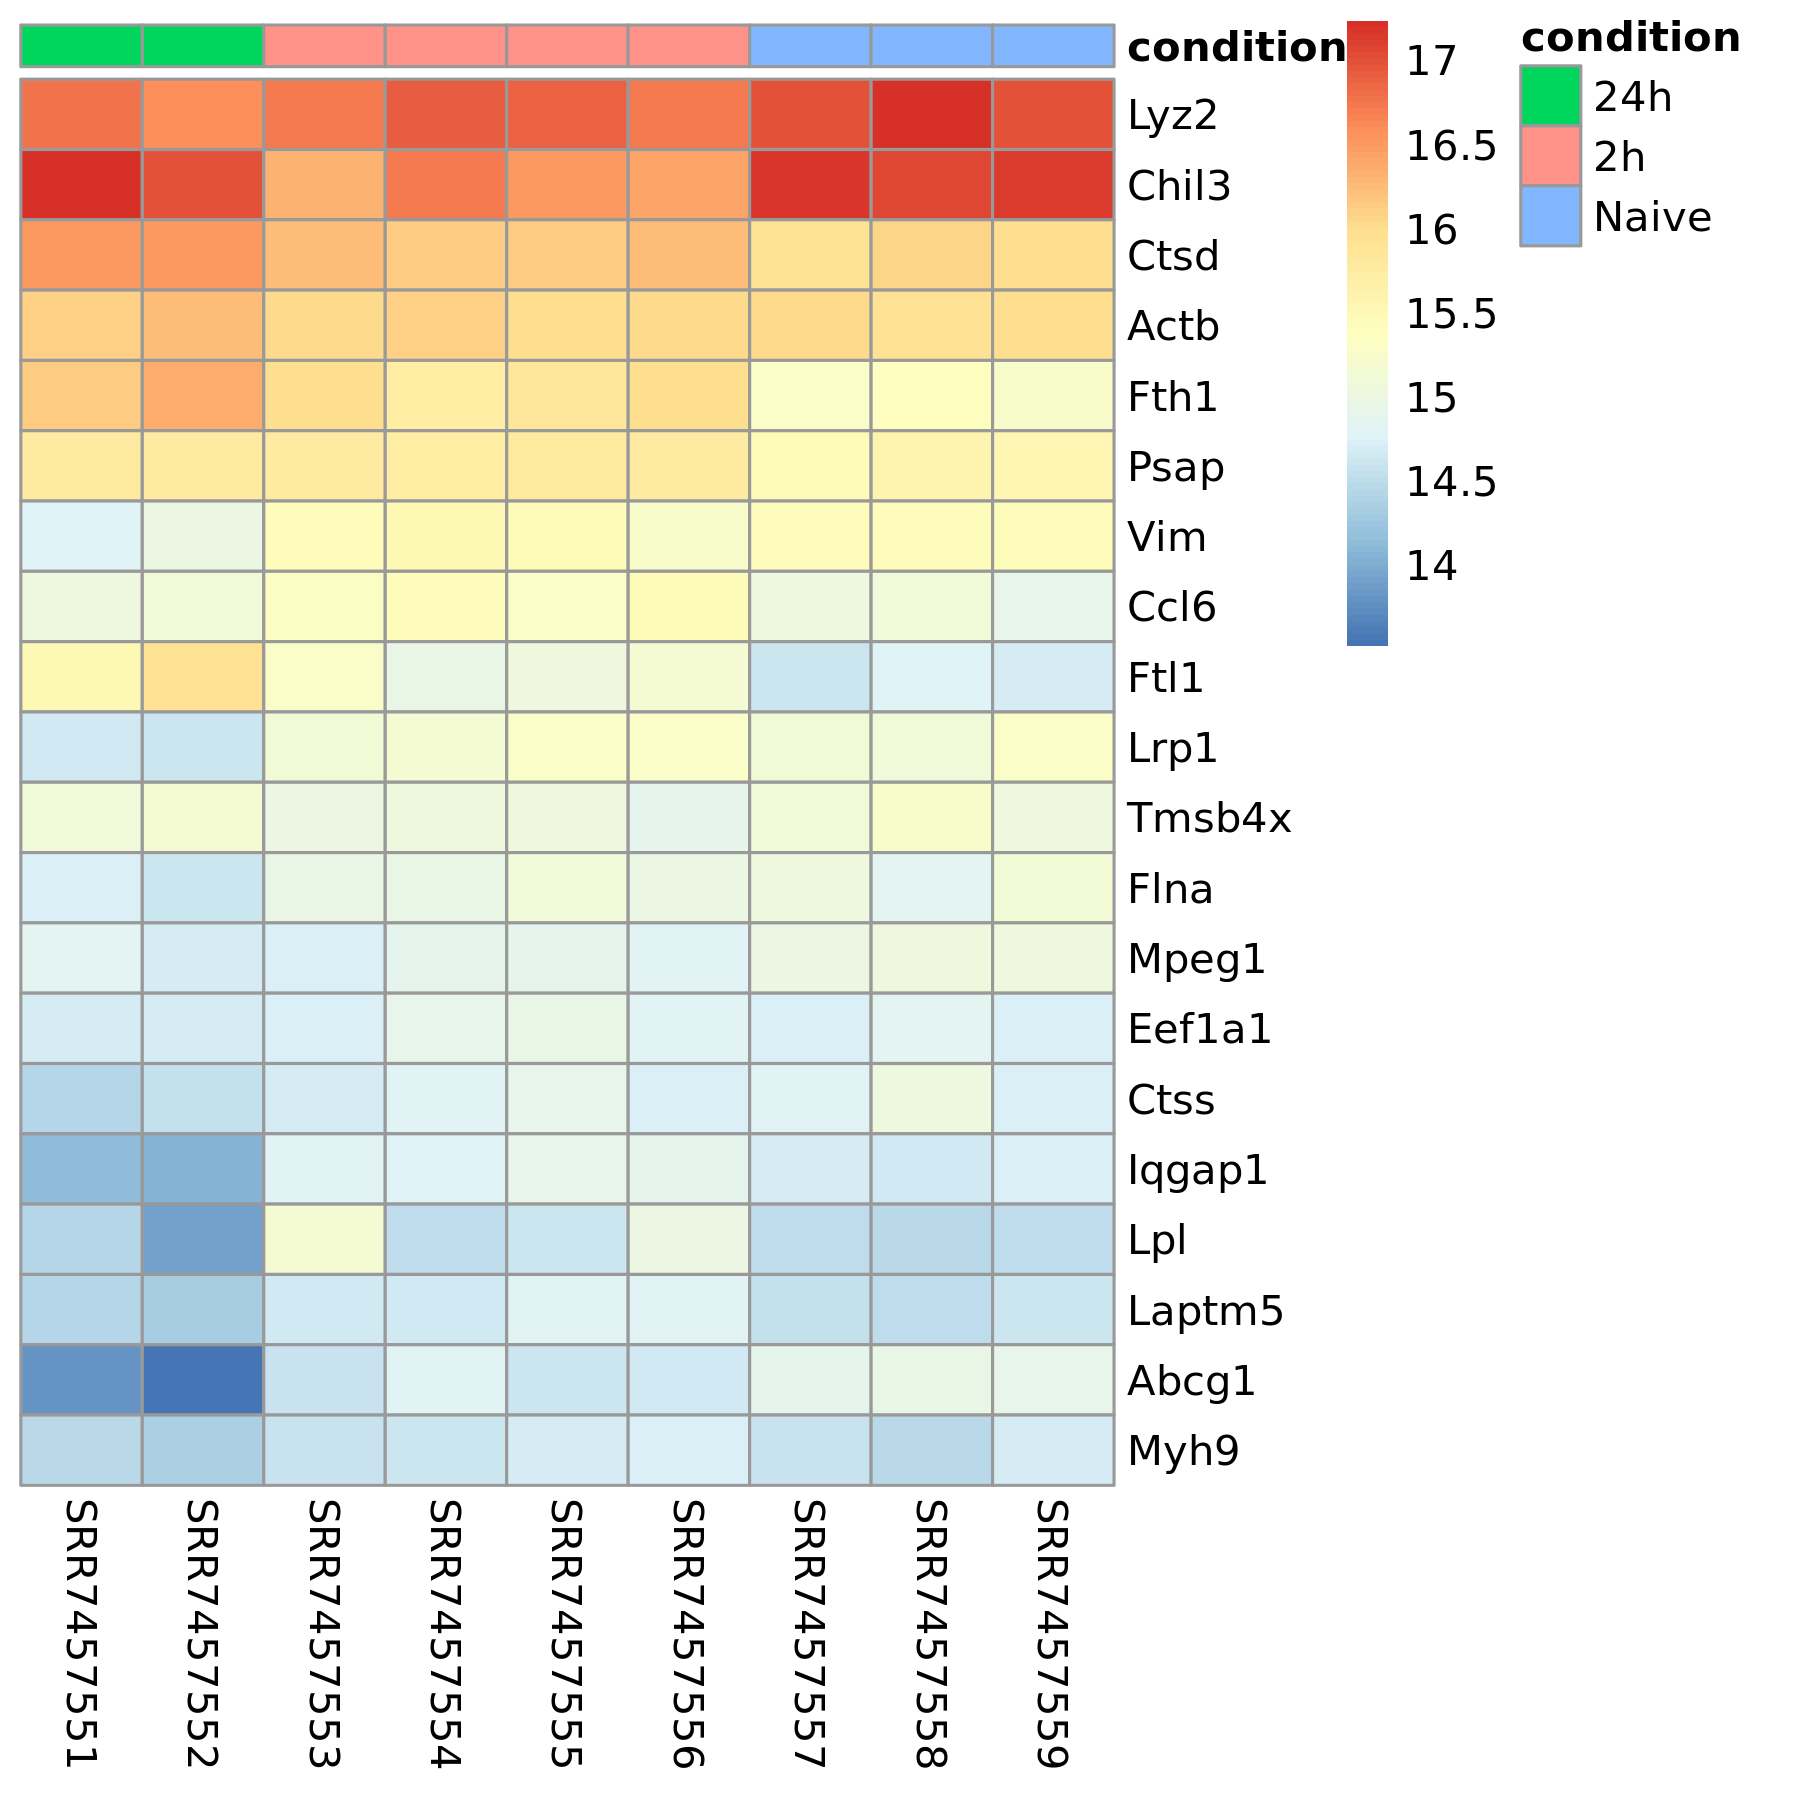 condition
Lyz2
Chil3
Ctsd
Actb
Fth1
Psap
Vim
Ccl6
Ftl1
Lrp1
Tmsb4x
Flna
Mpeg1
Eef1a1
Ctss
Iqgap1
Lpl
Laptm5
Abcg1
Myh9
SRR7457551
SRR7457552
SRR7457553
SRR7457554
SRR7457555
SRR7457556
SRR7457557
SRR7457558
SRR7457559
17
16.5
16
15.5
15
14.5
14
condition
24h
2h
Naive